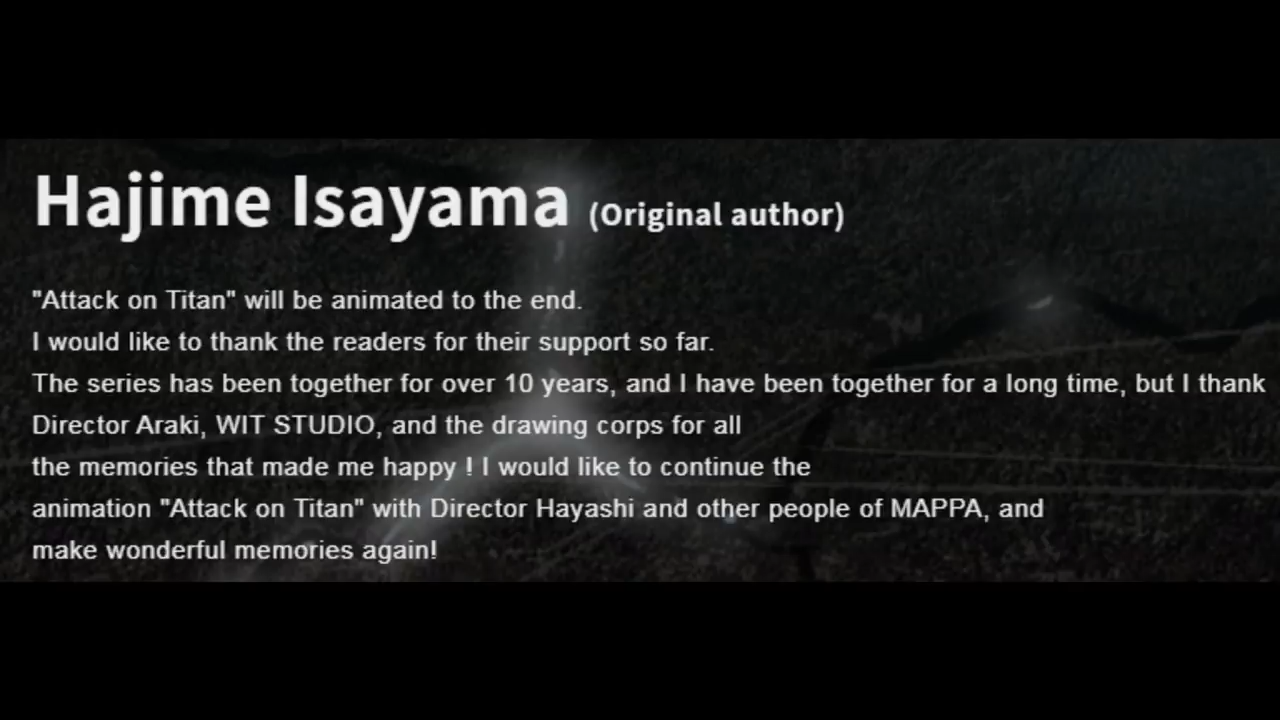 Hajime Isayama (Original author)
"Attack on Titan" will be animated to the end.
I would like to thank the readers for their support so far.
The series has been together for over 10 years, and I have been together for a long time, but I thank
Director Araki, WIT STUDIO, and the drawing corps for all
the memories that made me happy ! I would like to continue the
animation "Attack on Titan" with Director Hayashi and other people of MAPPA, and
make wonderful memories again!